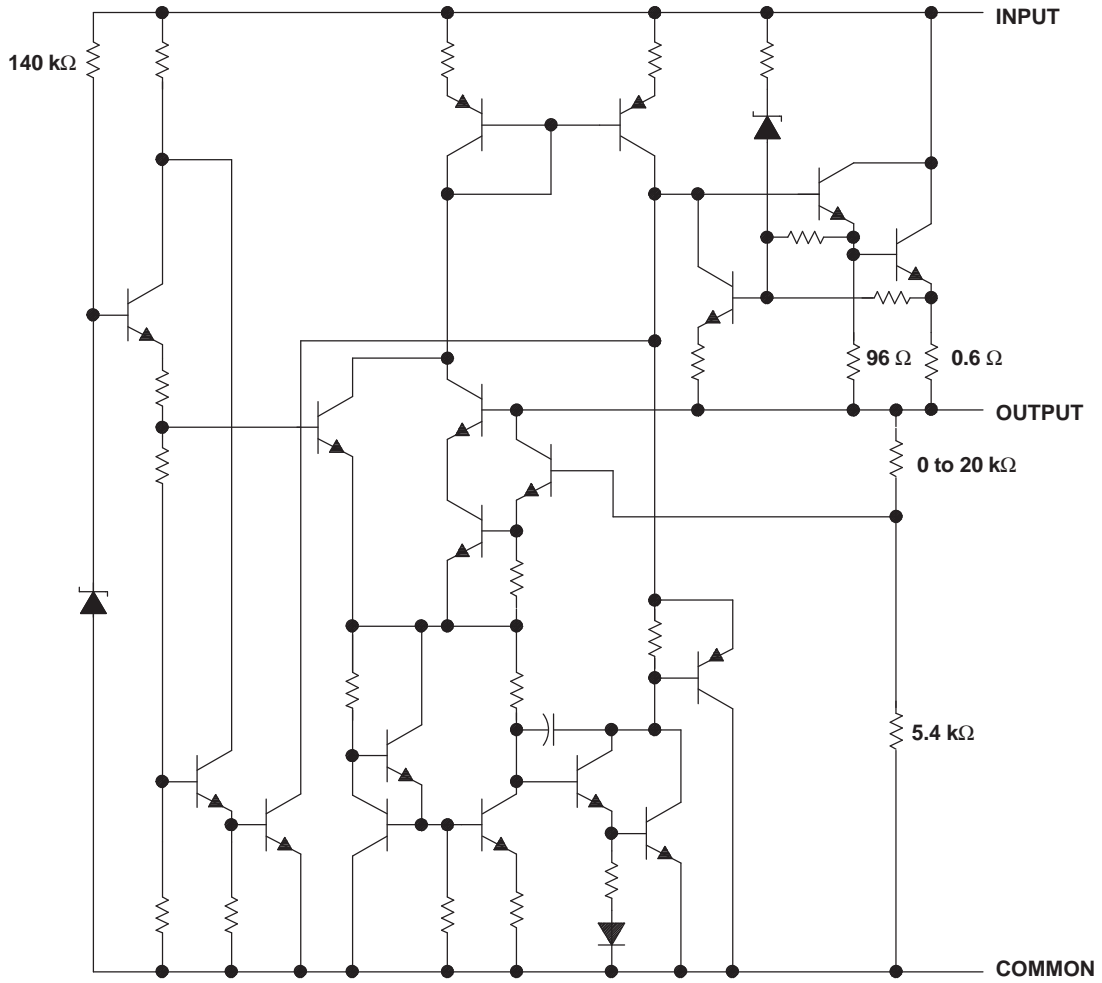 INPUT
140 kΩ
96 Ω
0.6 Ω
OUTPUT
0 to 20 kΩ
5.4 kΩ
COMMON